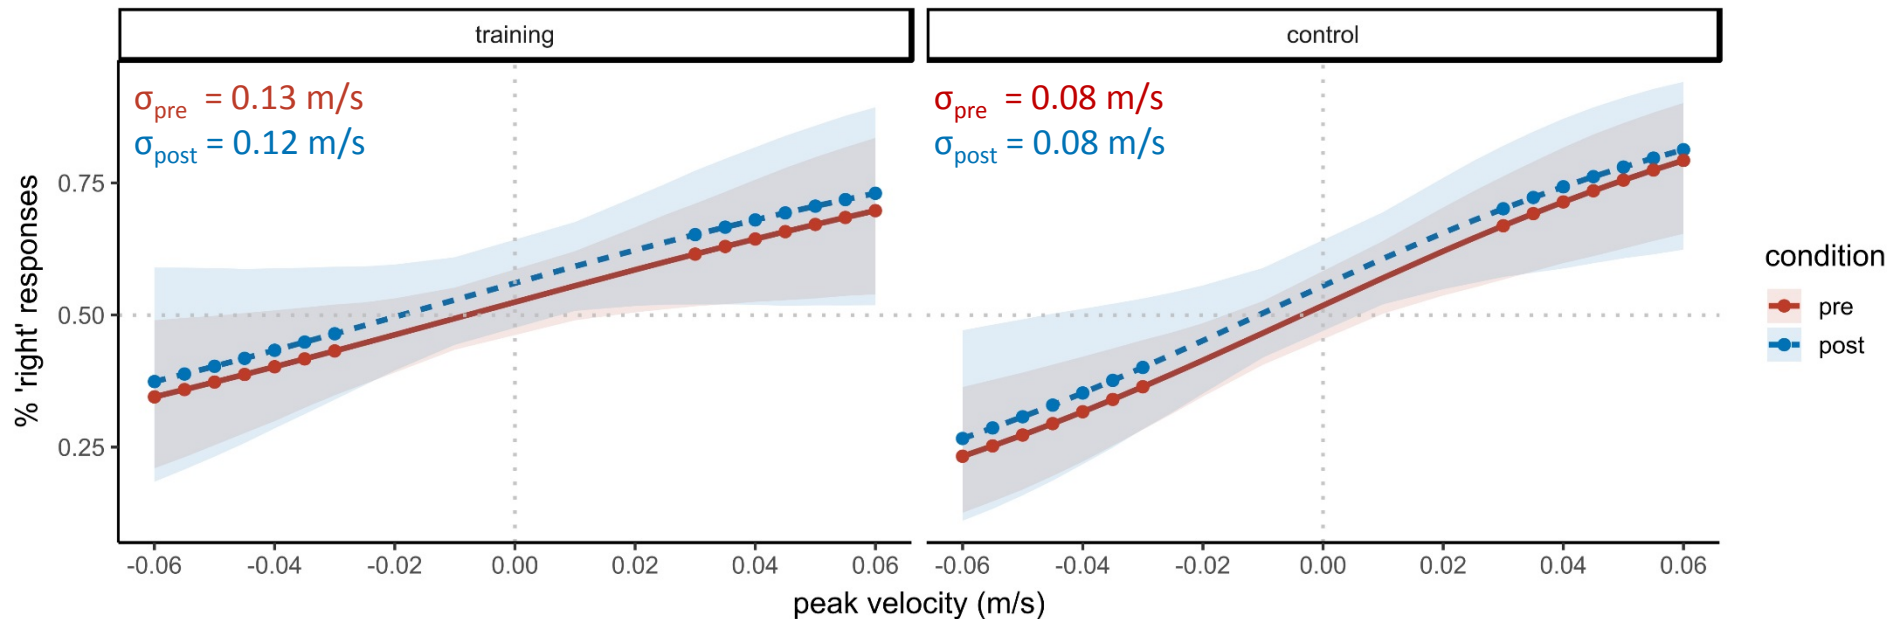 training
control
σpre = 0.13 m/s
σpost = 0.12 m/s
σpre = 0.08 m/s
σpost = 0.08 m/s
% 'right' responses
0.75
0.50
0.25
-0.06 -0.04 -0.02 0.00 0.02 0.04 0.06
-0.06 -0.04 -0.02 0.00 0.02 0.04 0.06
peak velocity (m/s)
condition
pre
post